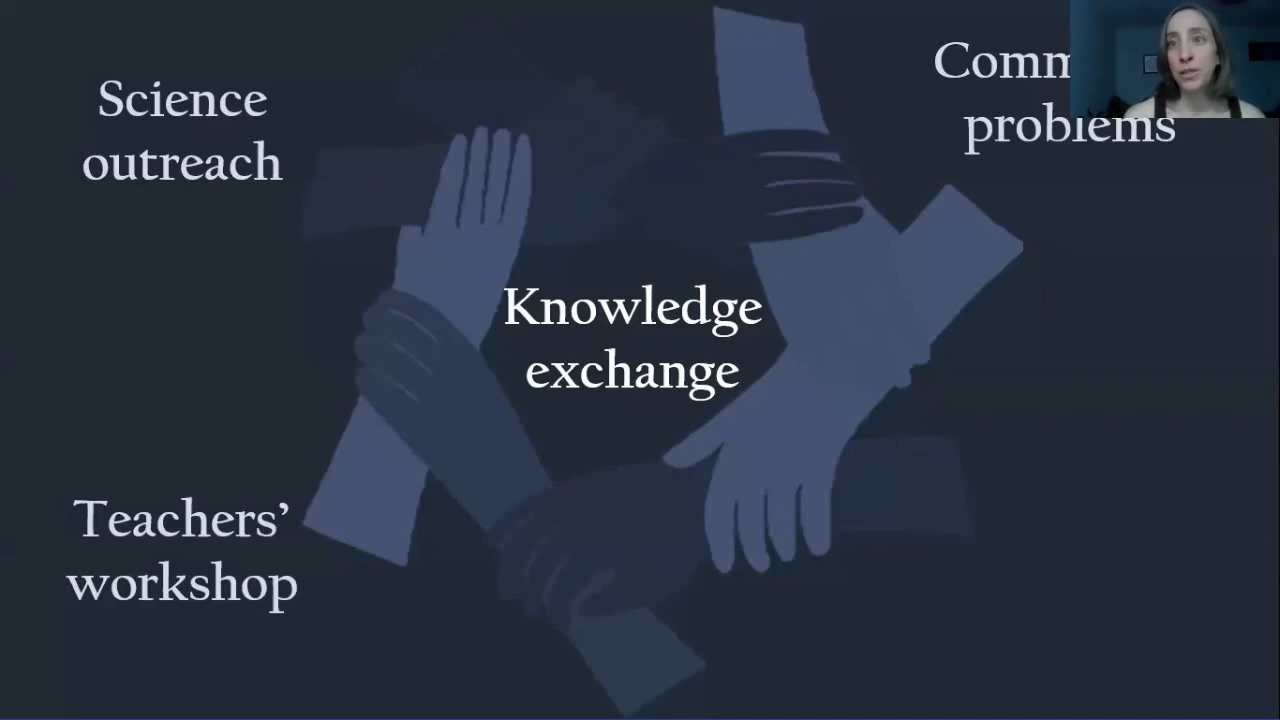 Science
outreach
problems
Knowledge
exchange
Teachers’
workshop